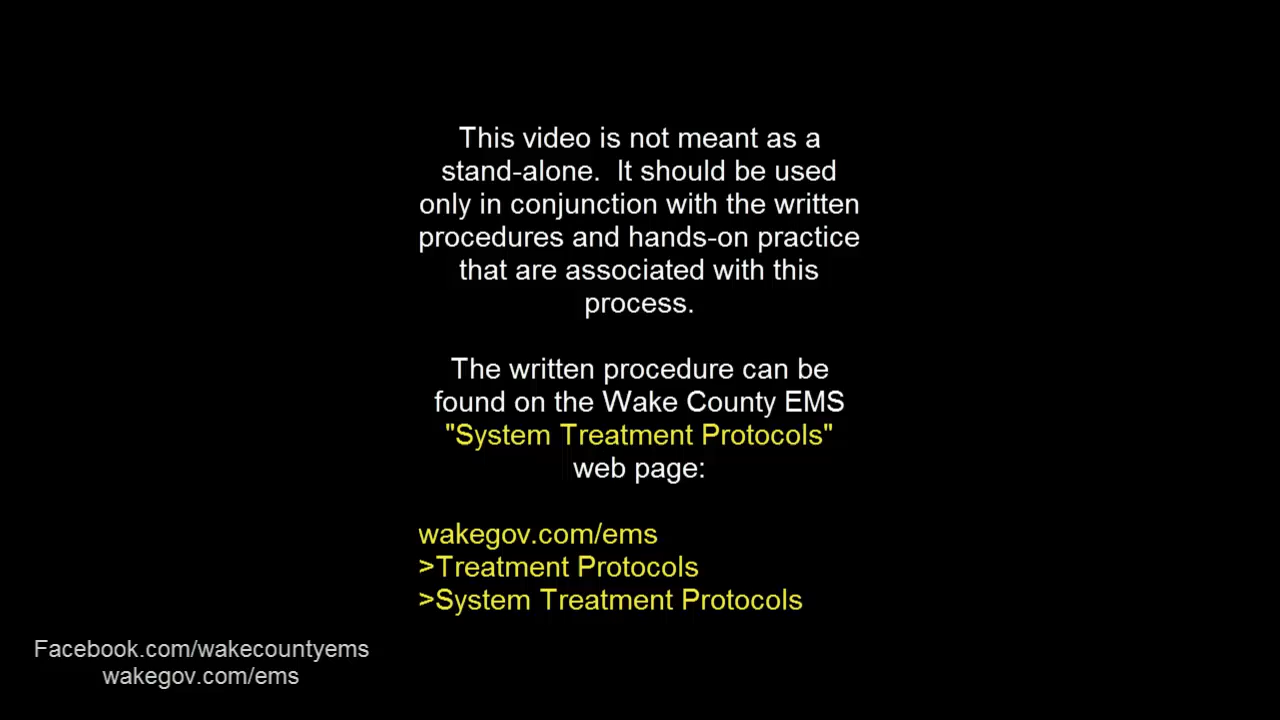 This video is not meant as a
stand-alone.  It should be used
only in conjunction with the written
procedures and hands-on practice
that are associated with this
process.
The written procedure can be
found on the Wake County EMS
"System Treatment Protocols"
web page:
wakegov.com/ems
>Treatment Protocols
>System Treatment Protocols
Facebook.com/wakecountyems
wakegov.com/ems